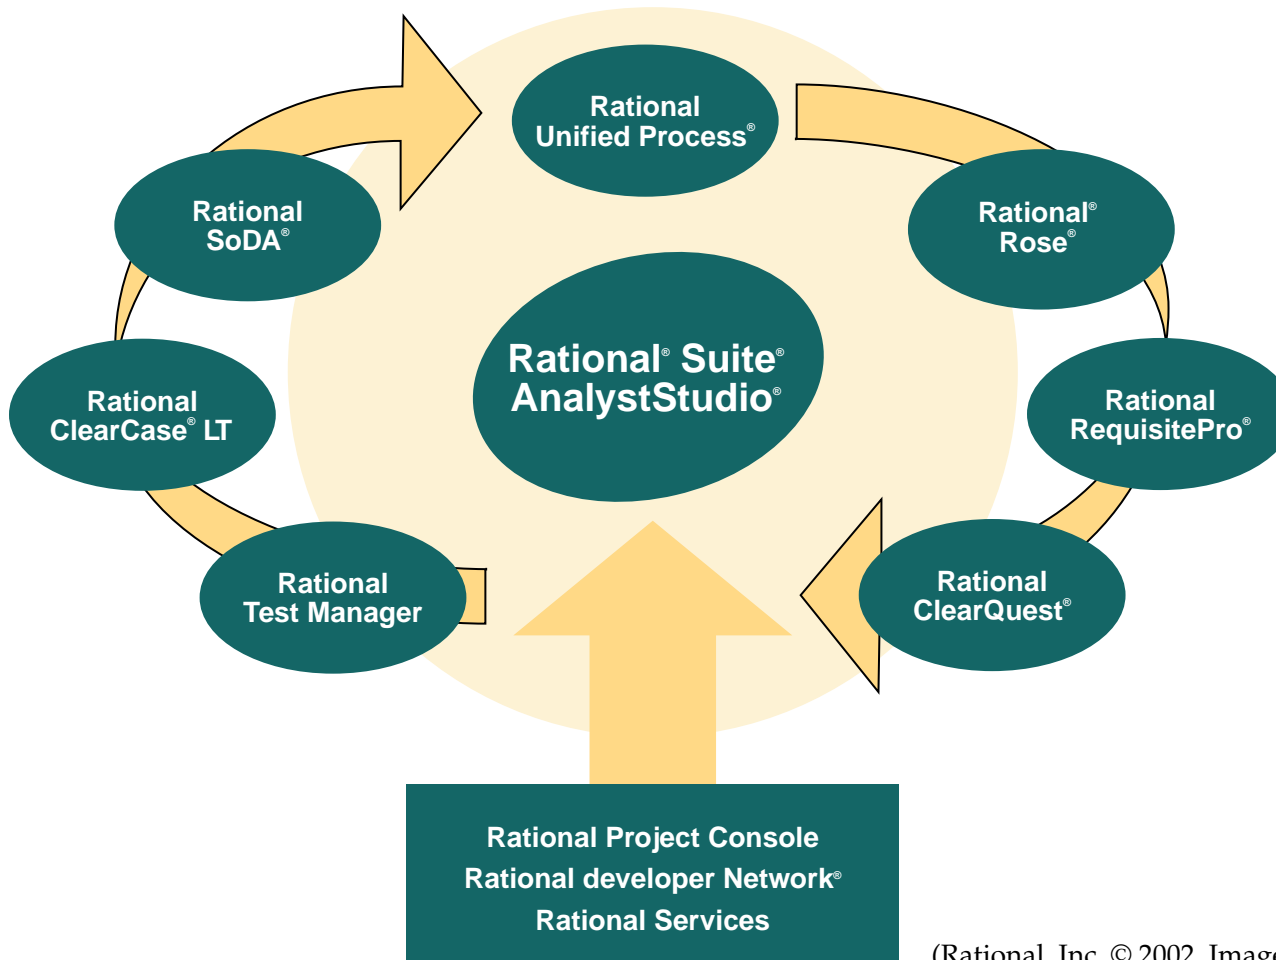 Rational
Unified Process®
Rational®
Rose®
Rational
SoDA®
Rational® Suite®
AnalystStudio®
Rational
ClearCase® LT
Rational
RequisitePro®
Rational
Test Manager
Rational
ClearQuest®
Rational Project Console
Rational developer Network®
Rational Services
(Rational, Inc. © 2002. Image